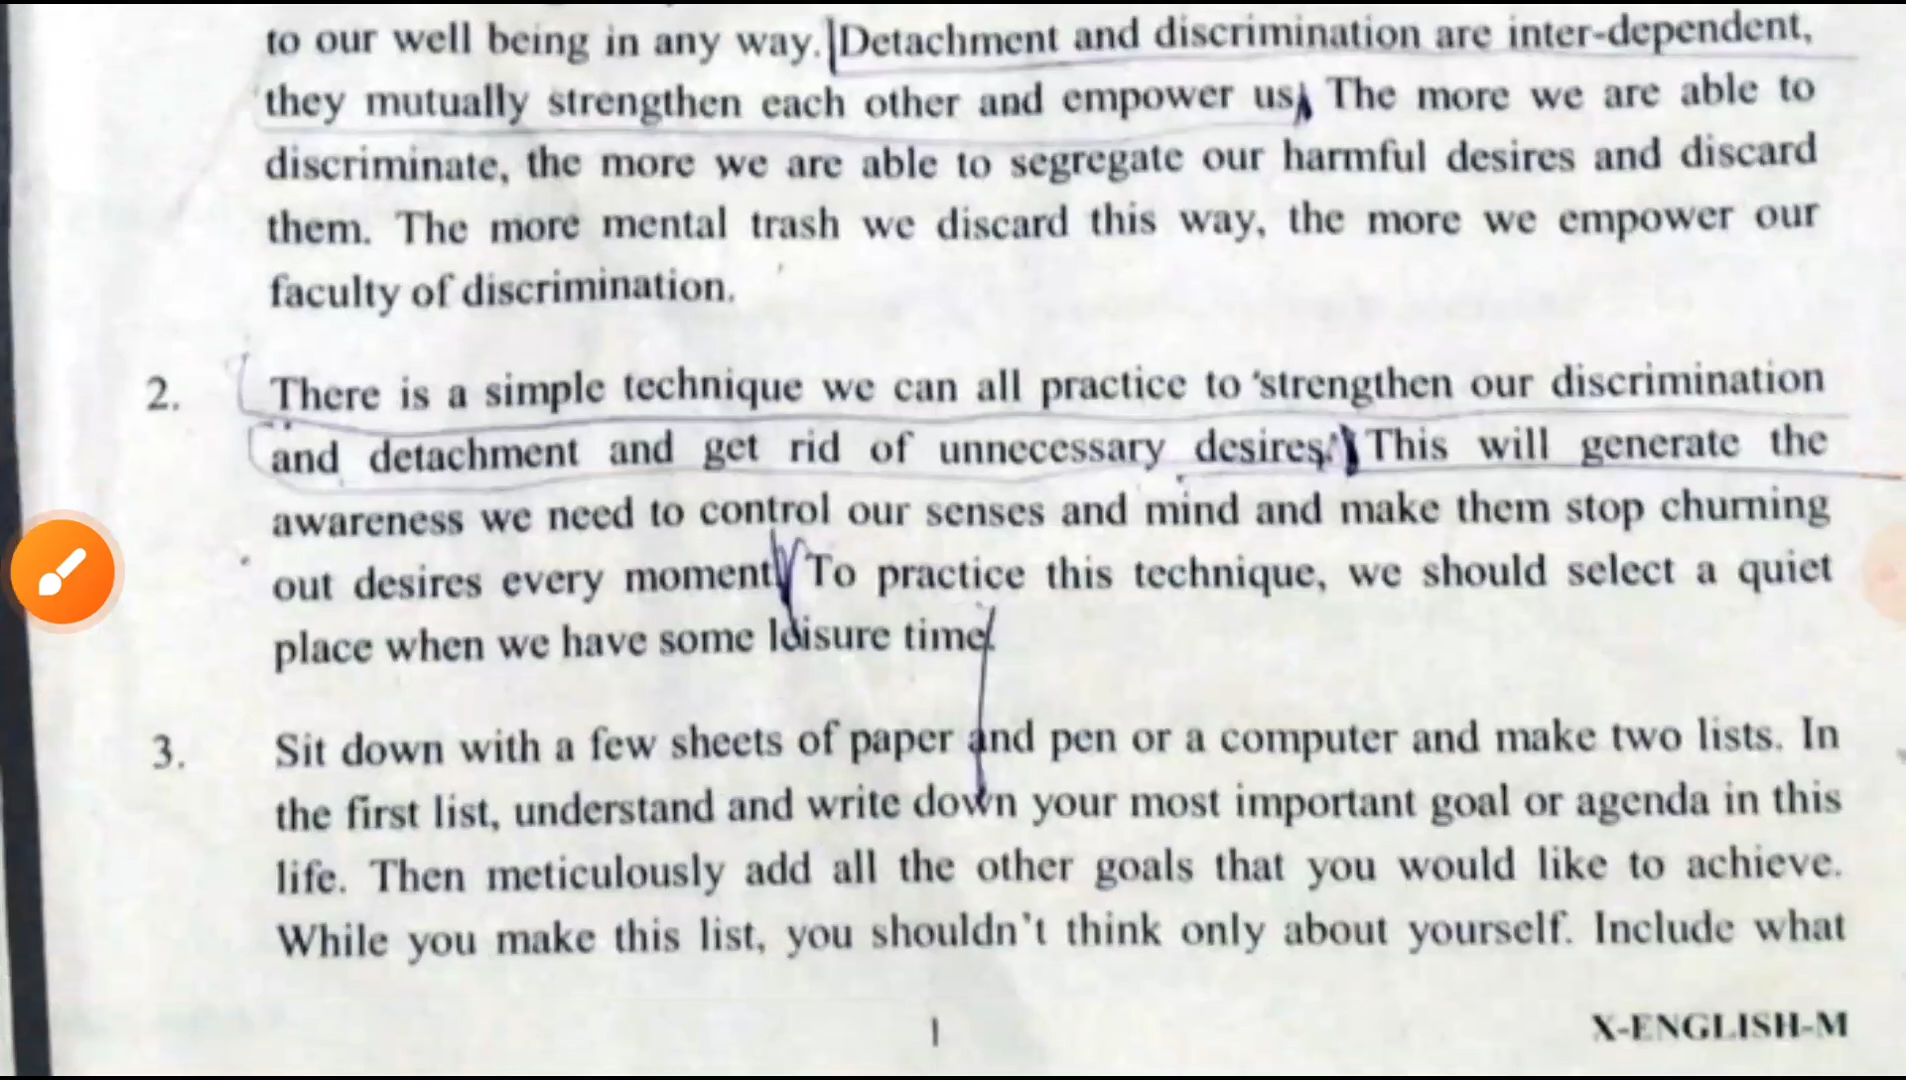 to our well being in any way. Detachment and discrimination are inter-dependent,
they mutually strengthen each other and empower us. The more we are able to
discriminate, the more we are able to segregate our harmful desires and discard
them. The more mental trash we discard this way, the more we empower our
faculty of discrimination.
2. There is a simple technique we can all practice to strengthen our discrimination
and detachment and get rid of unnecessary desires. This will generate the
awareness we need to control our senses and mind and make them stop churning
out desires every moment. To practice this technique, we should select a quiet
place when we have some leisure time.
3. Sit down with a few sheets of paper and pen or a computer and make two lists. In
the first list, understand and write down your most important goal or agenda in this
life. Then meticulously add all the other goals that you would like to achieve.
While you make this list, you shouldn't think only about yourself. Include what
1
X-ENGLISH-M